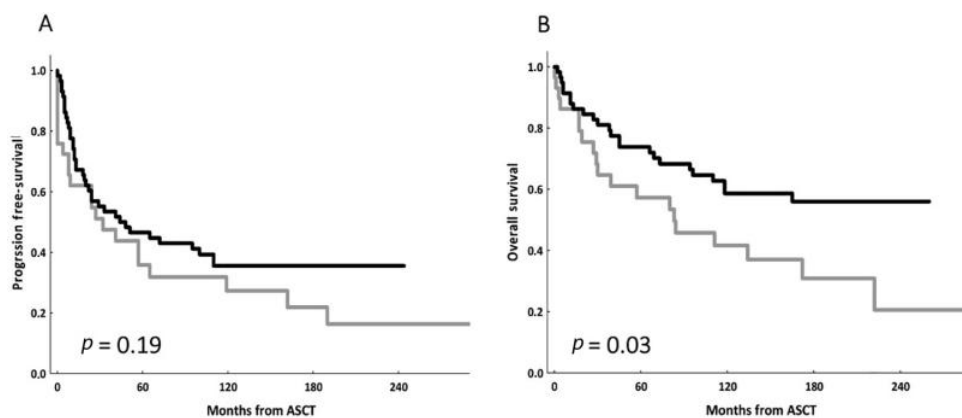 A
Progrssion free-survival
1.0
0.8
0.6
0.4
0.2
0.0
p = 0.19
0 60 120 180 240
Months from ASCT
B
Overall survival
1.0
0.8
0.6
0.4
0.2
0.0
p = 0.03
0 60 120 180 240
Months from ASCT